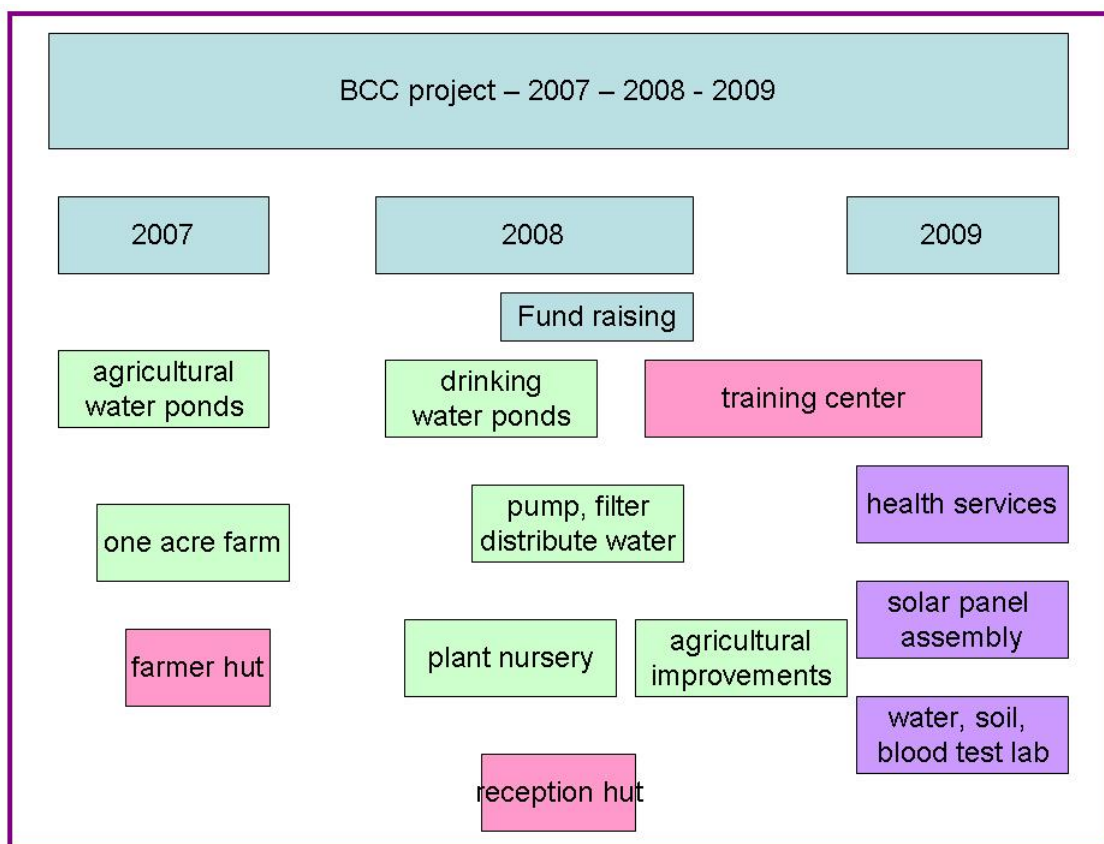 BCC project – 2007 – 2008 - 2009
2007
2008
2009
Fund raising
agricultural
water ponds
drinking
water ponds
training center
health services
one acre farm
pump, filter
distribute water
solar panel
assembly
farmer hut
plant nursery
agricultural
improvements
water, soil,
blood test lab
reception hut